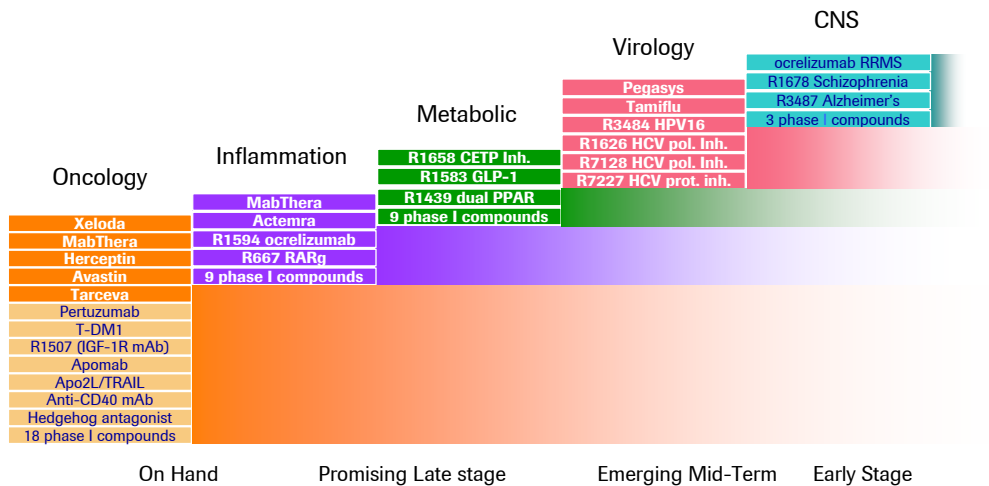 CNS
ocrelizumab RRMS
R1678 Schizophrenia
R3487 Alzheimer's
3 phase I compounds
Virology
Pegasys
Tamiflu
R3484 HPV16
R1626 HCV pol. Inh.
R7128 HCV pol. Inh.
R7227 HCV prot. inh.
Metabolic
R1658 CETP Inh.
R1583 GLP-1
R1439 dual PPAR
9 phase I compounds
Inflammation
MabThera
Actemra
R1594 ocrelizumab
R667 RARg
9 phase I compounds
Oncology
Xeloda
MabThera
Herceptin
Avastin
Tarceva
Pertuzumab
T-DM1
R1507 (IGF-1R mAb)
Apomab
Apo2L/TRAIL
Anti-CD40 mAb
Hedgehog antagonist
18 phase I compounds
On Hand
Promising Late stage
Emerging Mid-Term
Early Stage